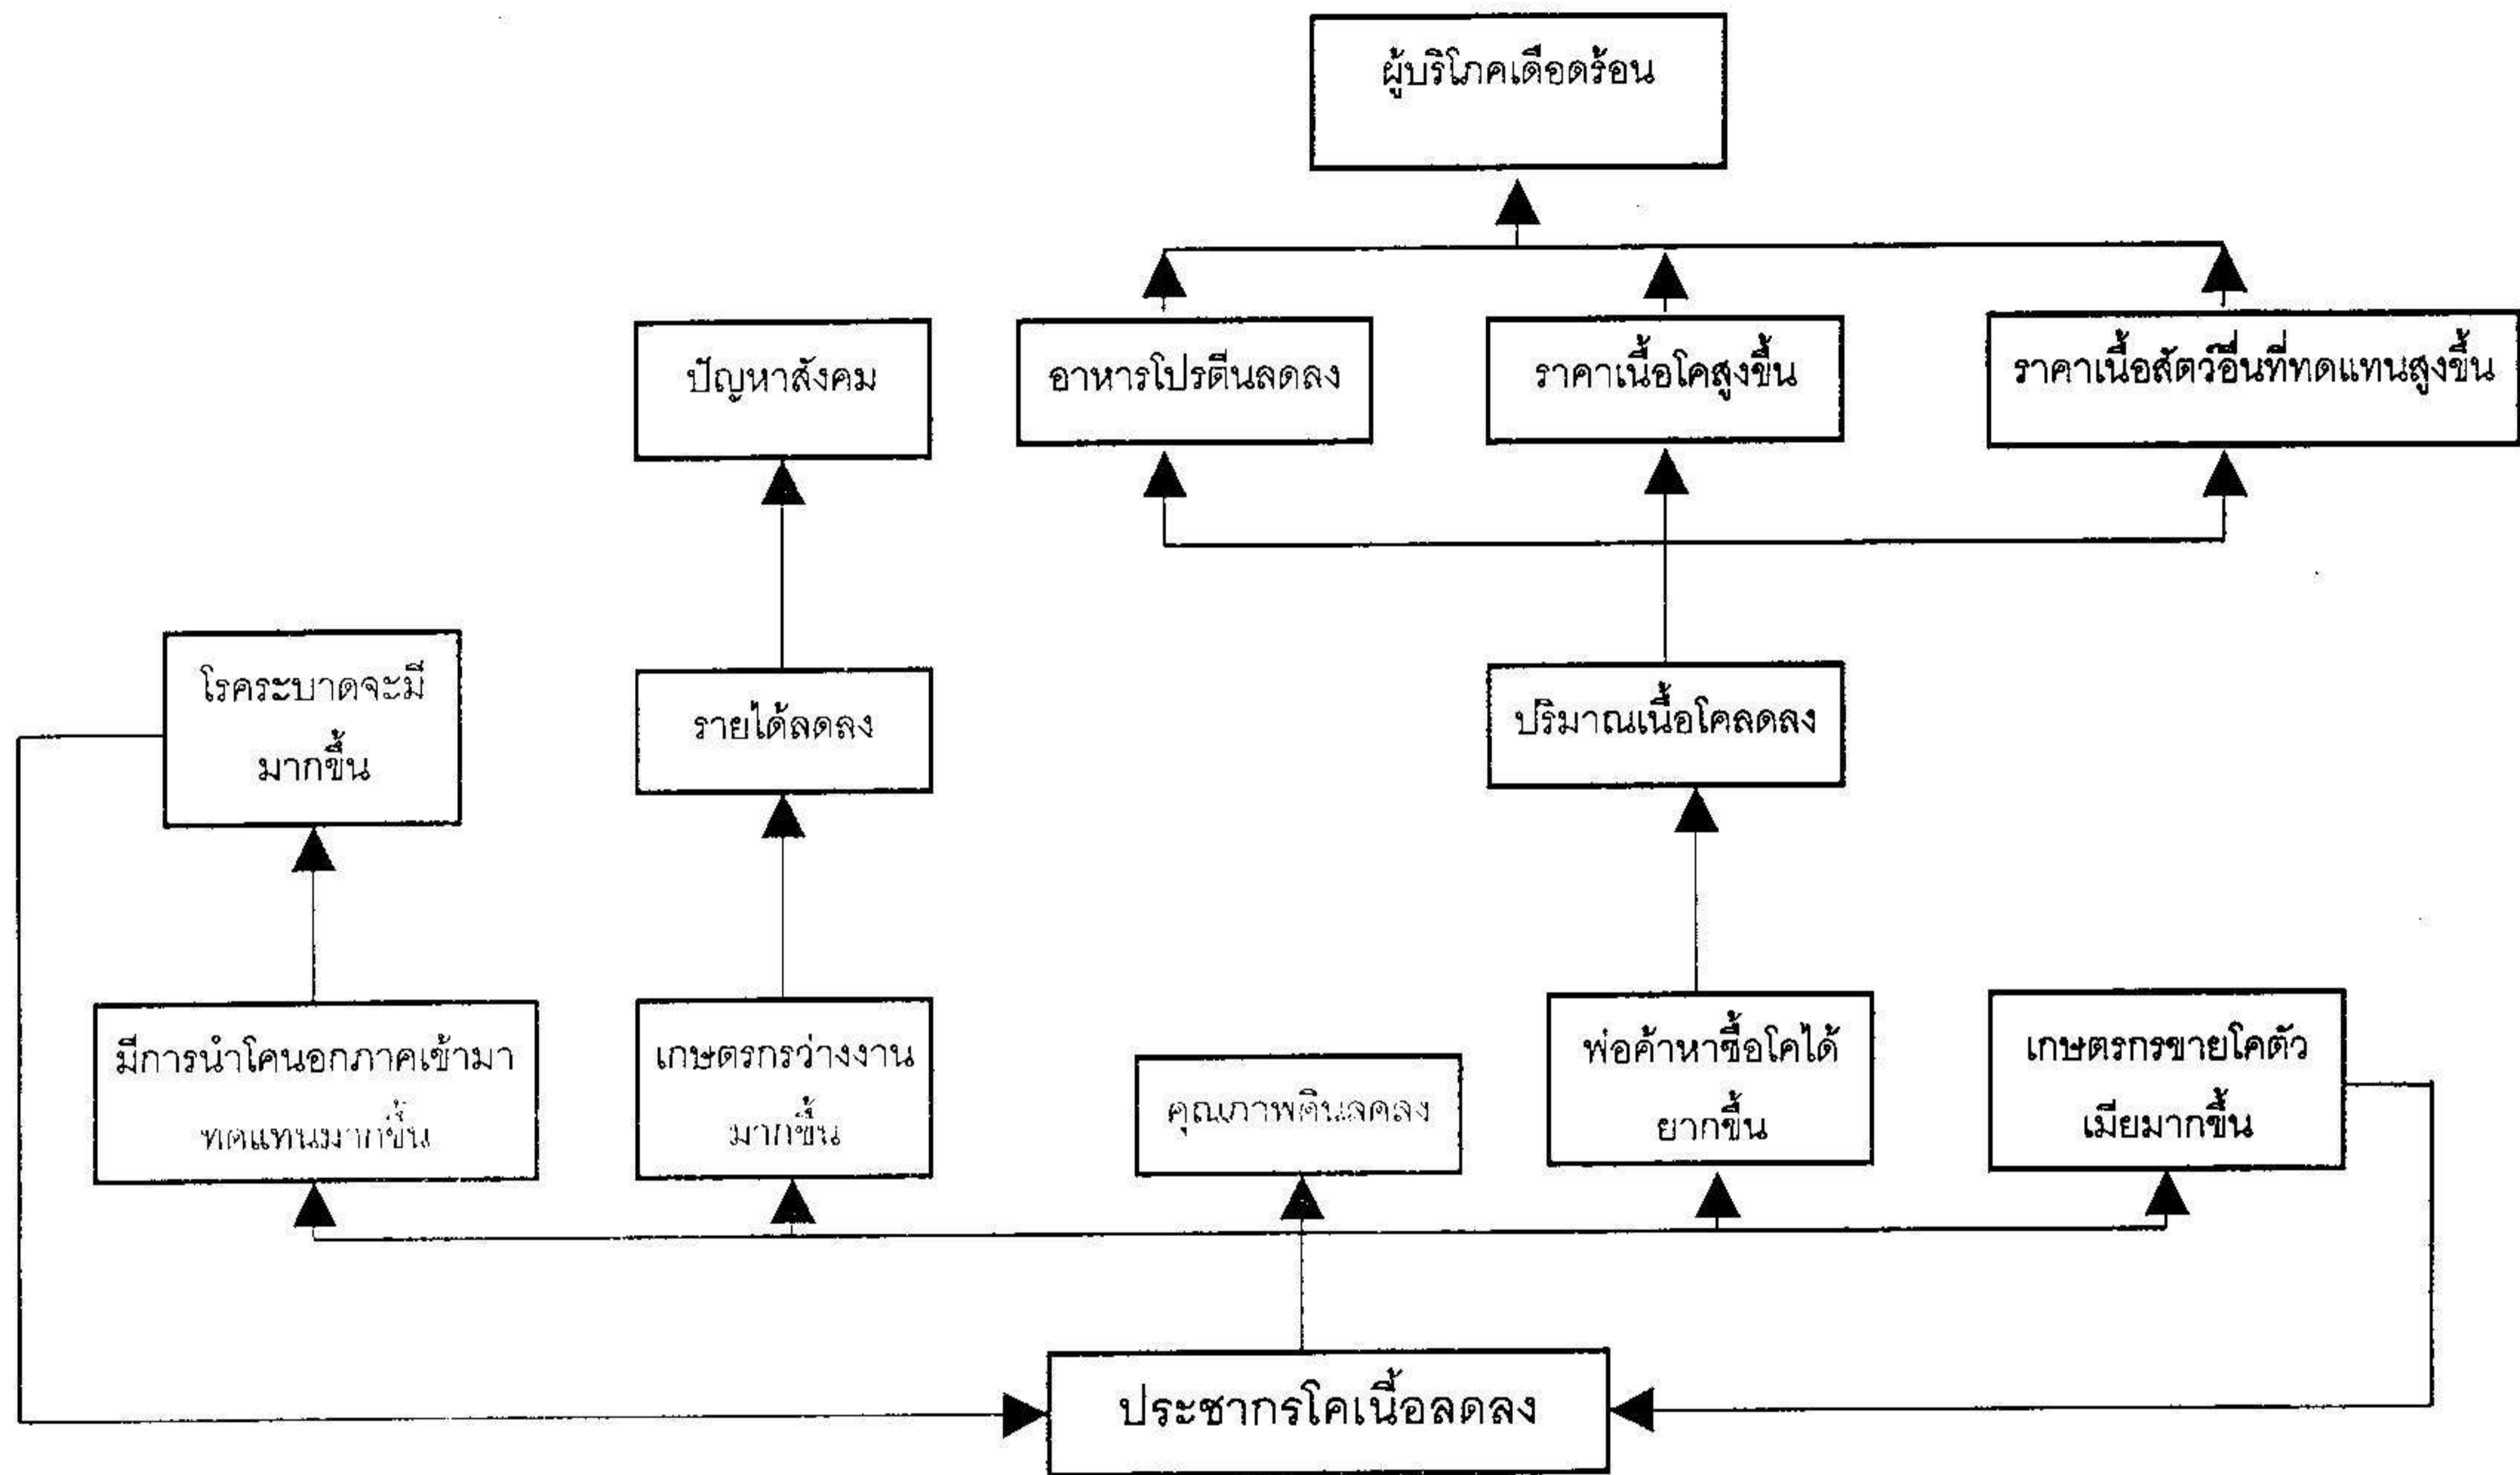 ผู้บริโภคเดือดร้อน
ปัญหาสังคม
อาหารโปรตีนลดลง
ราคาเนื้อโคสูงขึ้น
ราคาเนื้อสัตว์อื่นที่ทดแทนสูงขึ้น
โรคระบาดจะมี
มากขึ้น
รายได้ลดลง
ปริมาณเนื้อโคลดลง
มีการนำโคนอกภาคเข้ามา
ทดแทนมากขึ้น
เกษตรกรว่างงาน
มากขึ้น
คุณภาพดินลดลง
พ่อค้าหาซื้อโคได้
ยากขึ้น
เกษตรกรขายโคตัว
เมียมากขึ้น
ประชากรโคเนื้อลดลง